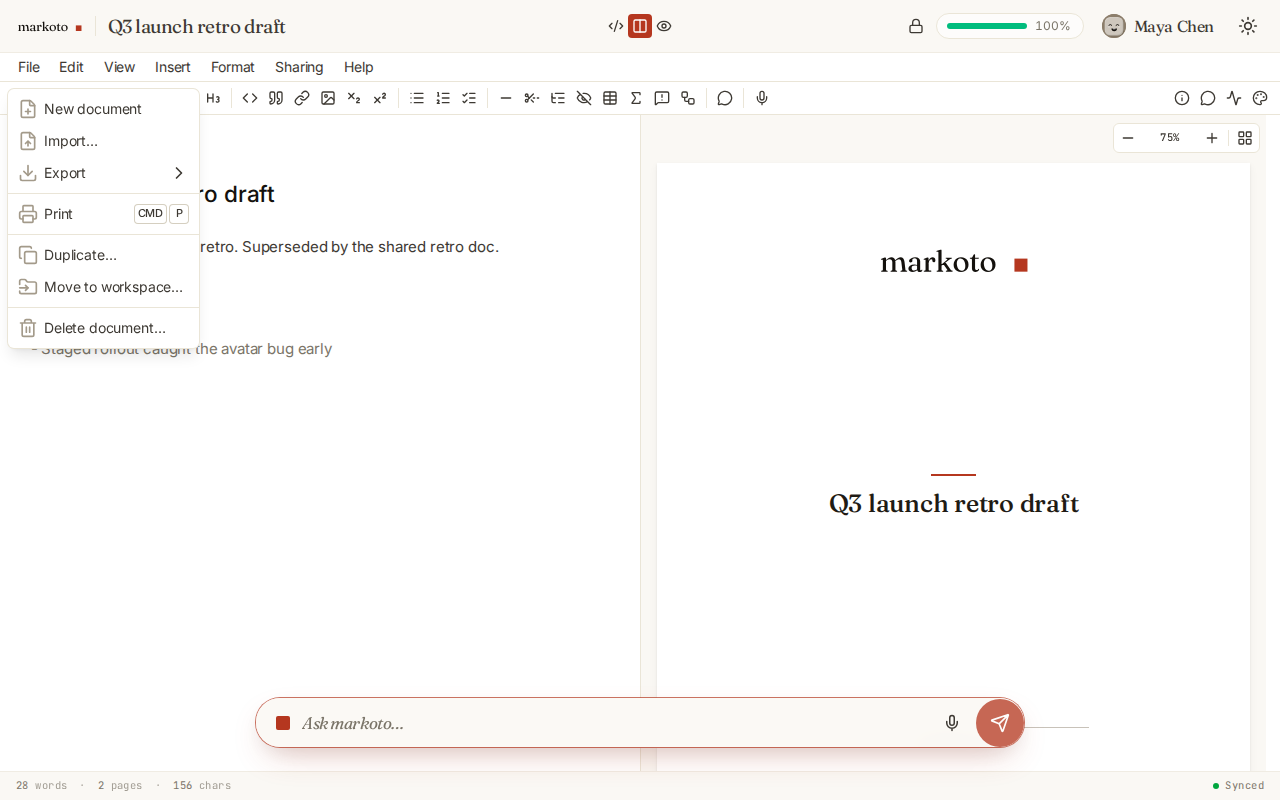 markoto
Q3 launch retro draft
100%
Maya Chen
File Edit View Insert Format Sharing Help
H3
New document
Import...
Export
Print CMD P
Duplicate...
Move to workspace...
Delete document...
ro draft
retro. Superseded by the shared retro doc.
- Staged rollout caught the avatar bug early
75%
markoto
Q3 launch retro draft
Ask markoto...
28 words · 2 pages · 156 chars
Synced